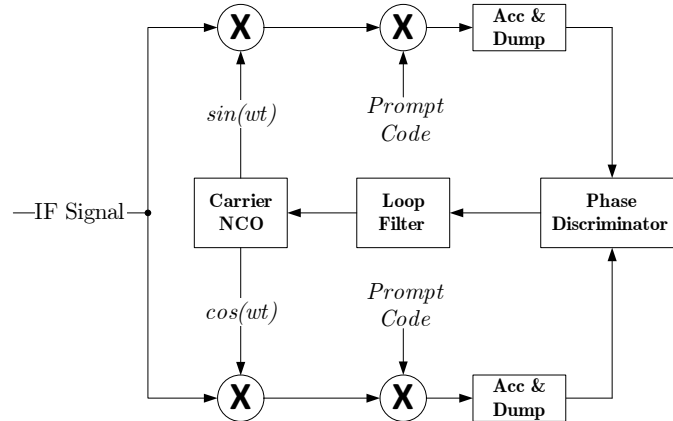 X
X
Acc &
Dump
sin(wt)
Prompt
Code
IF Signal
Carrier
NCO
Loop
Filter
Phase
Discriminator
cos(wt)
Prompt
Code
X
X
Acc &
Dump